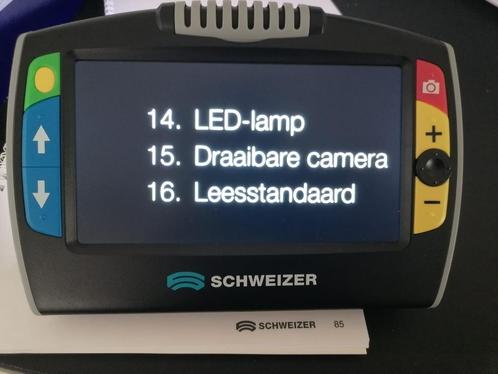 14. LED-lamp
15. Draaibare camera
16. Leesstandaard
SCHWEIZER
SCHWEIZER 85